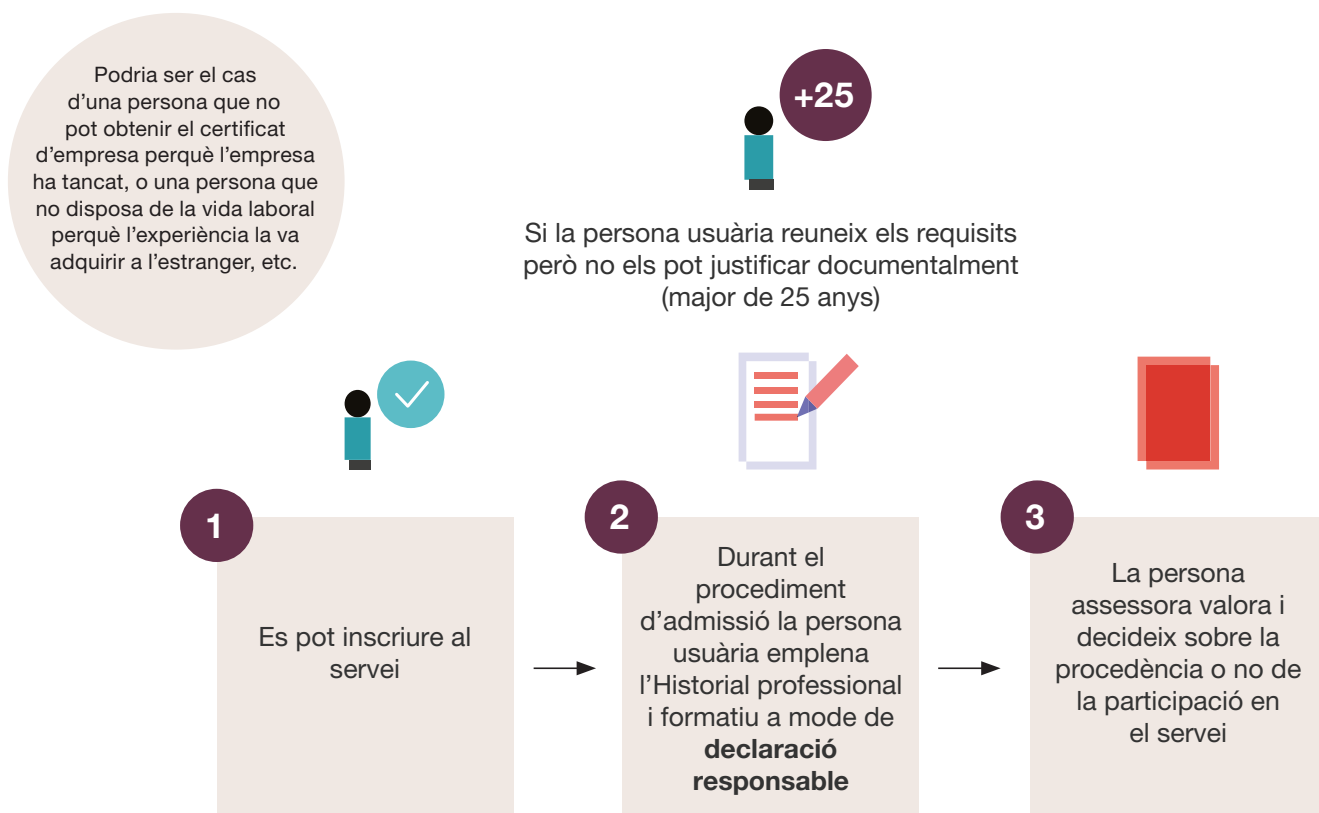 Podria ser el cas
d'una persona que no
pot obtenir el certificat
d'empresa perquè l'empresa
ha tancat, o una persona que
no disposa de la vida laboral
perquè l'experiència la va
adquirir a l'estranger, etc.
+25
Si la persona usuària reuneix els requisits
però no els pot justificar documentalment
(major de 25 anys)
1
Es pot inscriure al
servei
2
Durant el
procediment
d'admissió la persona
usuària emplena
l'Historial professional
i formatiu a mode de
declaració
responsable
3
La persona
assessora valora i
decideix sobre la
procedència o no de
la participació en
el servei